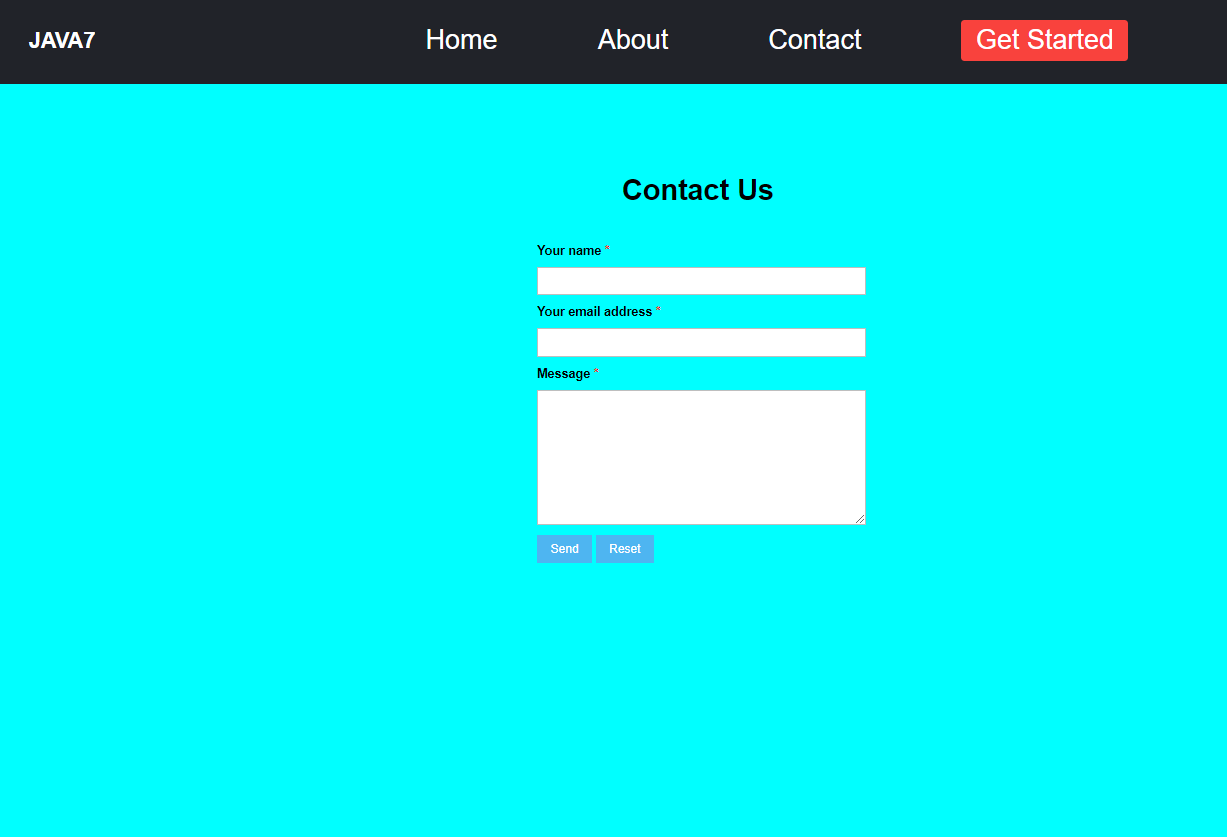 JAVA7 Home About Contact Get Started
Contact Us
Your name *
Your email address *
Message *
Send Reset